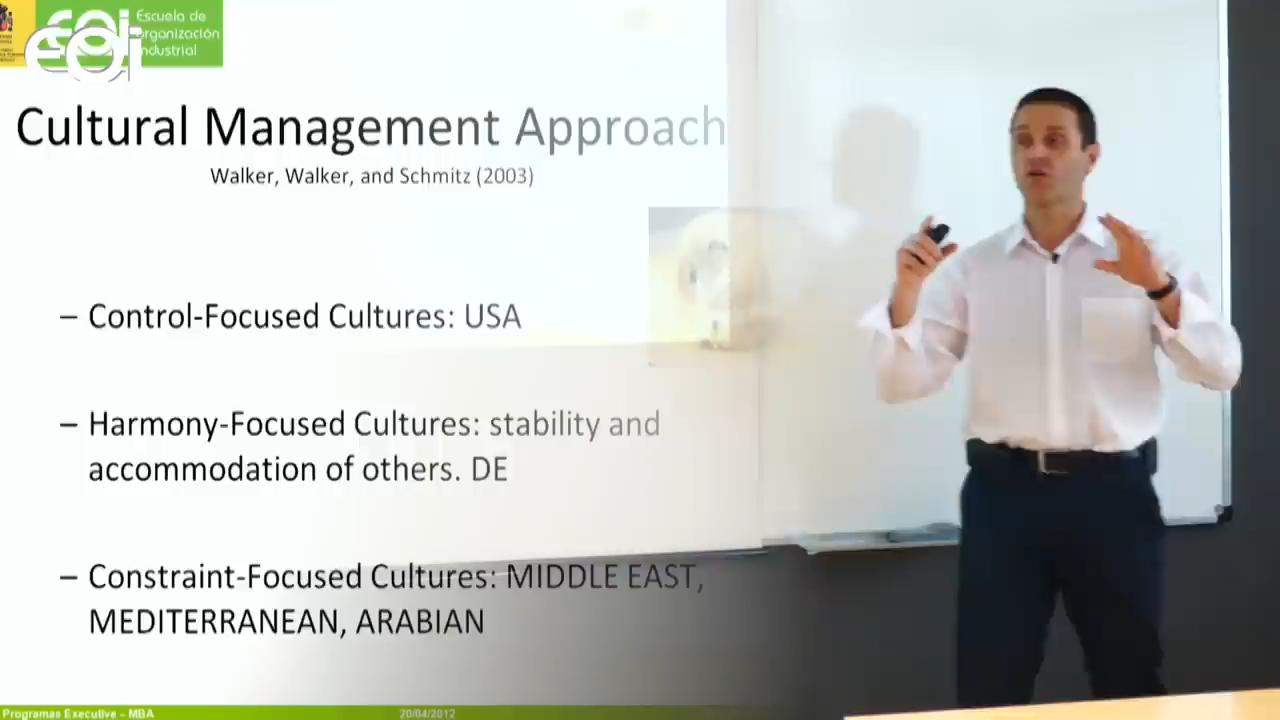 Escuela de
organización
industrial
eoi
Cultural Management Approach
Walker, Walker, and Schmitz (2003)
– Control-Focused Cultures: USA
– Harmony-Focused Cultures: stability and
accommodation of others. DE
– Constraint-Focused Cultures: MIDDLE EAST,
MEDITERRANEAN, ARABIAN
Programas Executive – MBA
20/04/2012